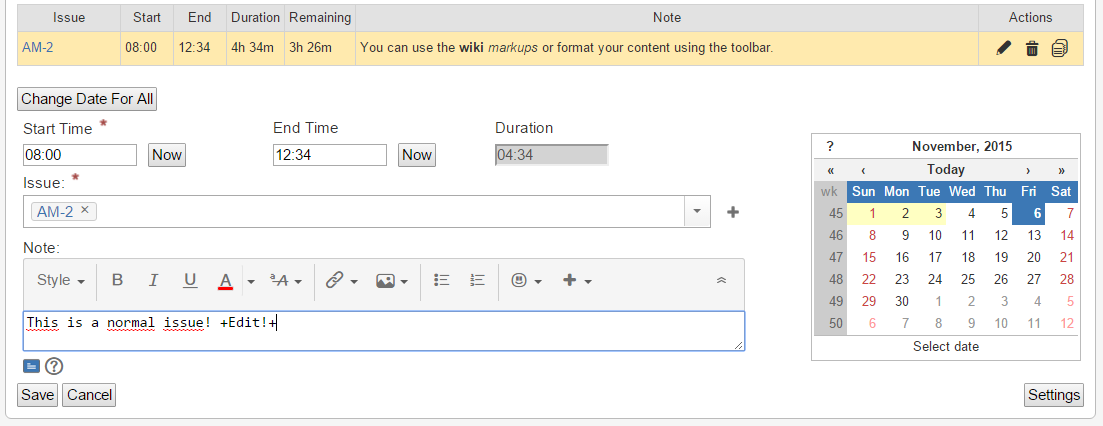 Issue Start End Duration Remaining Note Actions
AM-2 08:00 12:34 4h 34m 3h 26m You can use the wiki markups or format your content using the toolbar.
Change Date For All
Start Time * End Time Duration
08:00 Now 12:34 Now 04:34
Issue: *
AM-2 ×
Note:
Style B I U A ªA
This is a normal issue! +Edit!+
?
Save Cancel Settings
? November, 2015
« ‹ Today › »
wk Sun Mon Tue Wed Thu Fri Sat
45 1 2 3 4 5 6 7
46 8 9 10 11 12 13 14
47 15 16 17 18 19 20 21
48 22 23 24 25 26 27 28
49 29 30 1 2 3 4 5
50 6 7 8 9 10 11 12
Select date